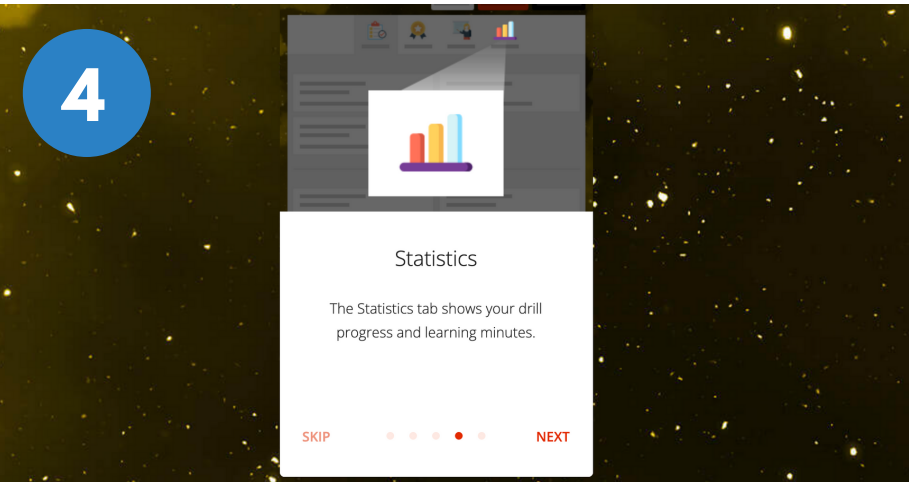 4
Statistics
The Statistics tab shows your drill
progress and learning minutes.
SKIP
NEXT